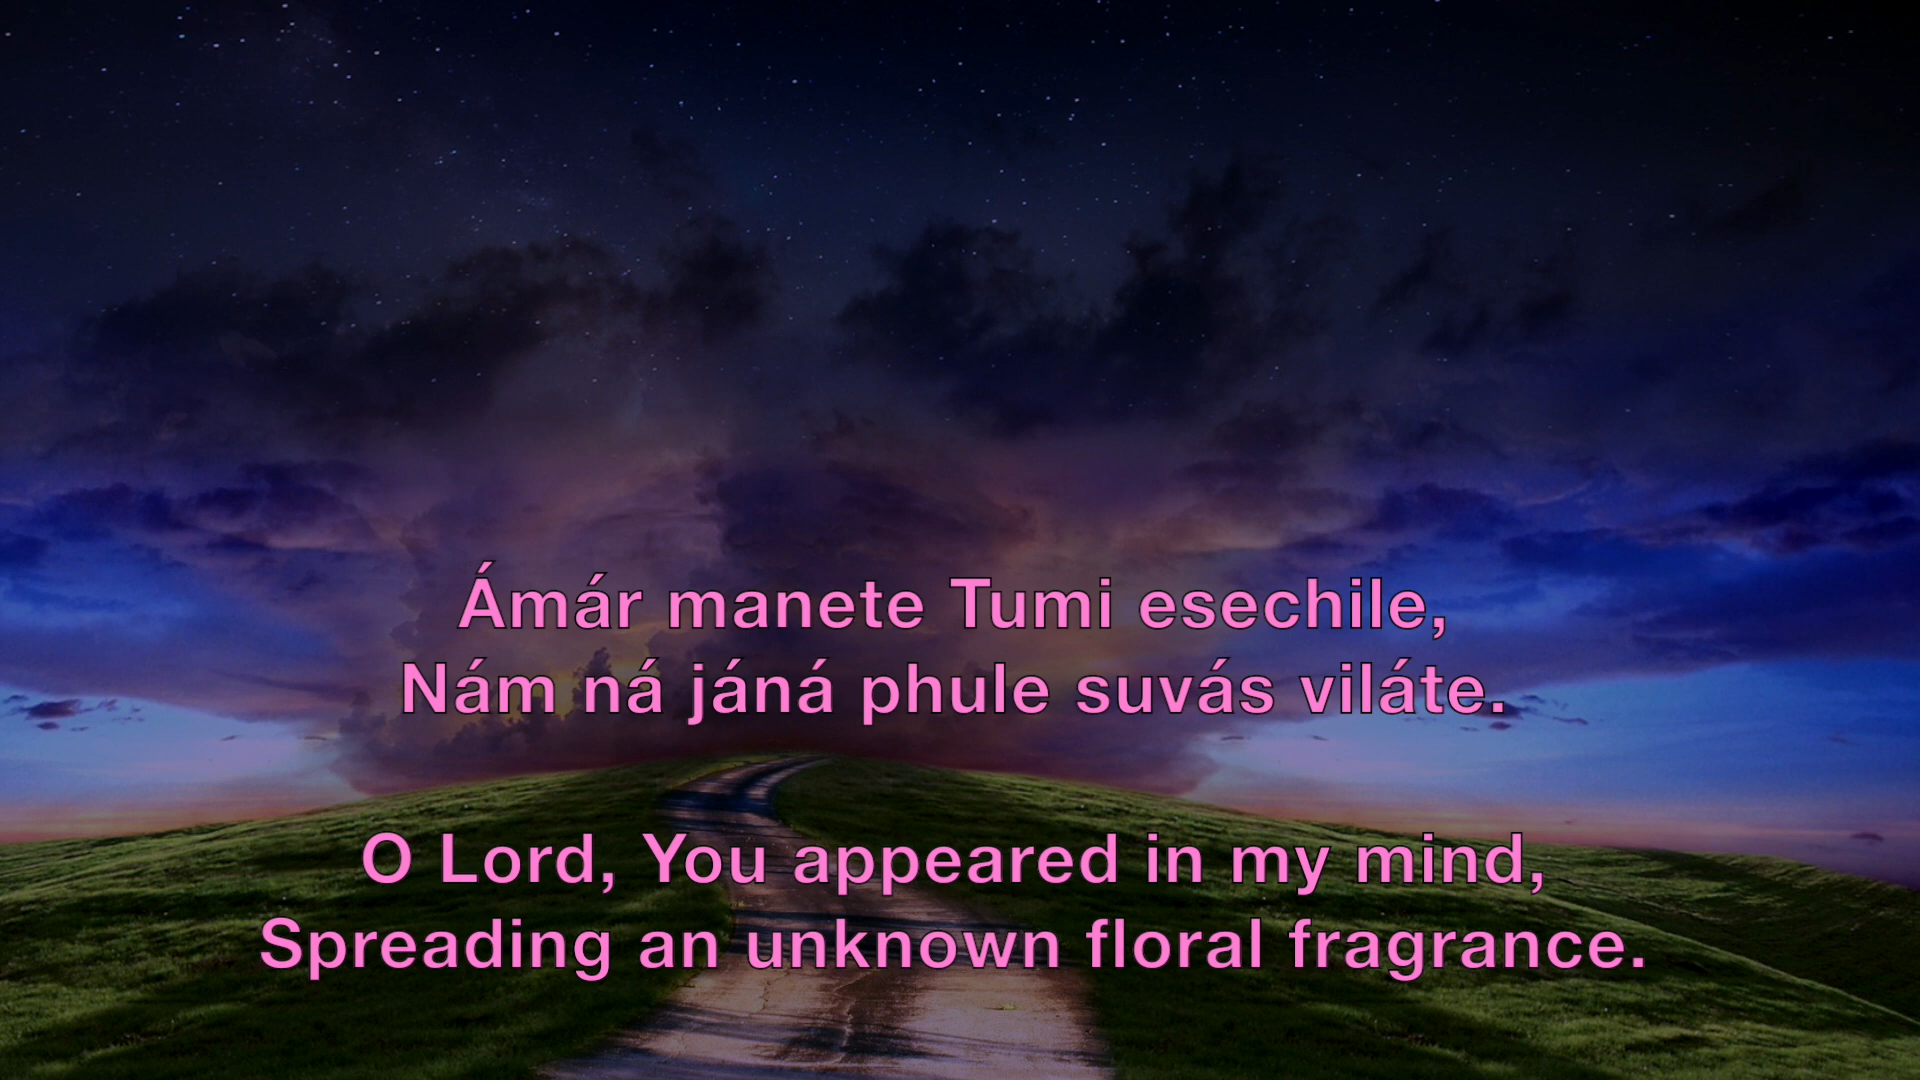 Ámár manete Tumi esechile,
Nám ná jáná phule suvás viláte.
O Lord, You appeared in my mind,
Spreading an unknown floral fragrance.